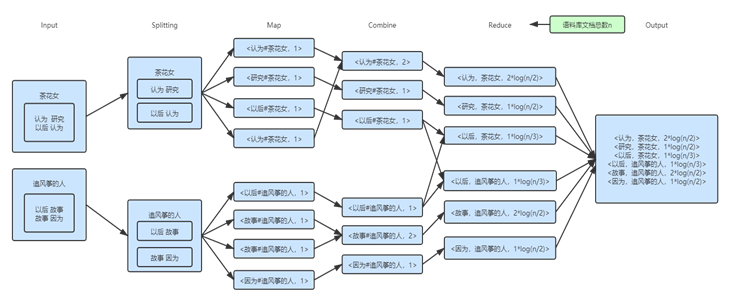 Input
Splitting
Map
Combine
Reduce
语料库文档总数n
Output
茶花女
认为 研究
以后 认为
茶花女
认为 研究
以后 认为
<认为#茶花女, 1>
<研究#茶花女, 1>
<以后#茶花女, 1>
<认为#茶花女, 1>
<认为#茶花女, 2>
<研究#茶花女, 1>
<以后#茶花女, 1>
<认为, 茶花女, 2*log(n/2)>
<研究, 茶花女, 1*log(n/2)>
<以后, 茶花女, 1*log(n/3)>
追风筝的人
以后 故事
故事 因为
追风筝的人
以后 故事
故事 因为
<以后#追风筝的人, 1>
<故事#追风筝的人, 1>
<故事#追风筝的人, 1>
<因为#追风筝的人, 1>
<以后#追风筝的人, 1>
<故事#追风筝的人, 2>
<因为#追风筝的人, 1>
<以后, 追风筝的人, 1*log(n/3)>
<故事, 追风筝的人, 2*log(n/2)>
<因为, 追风筝的人, 1*log(n/2)>
<认为, 茶花女, 2*log(n/2)>
<研究, 茶花女, 1*log(n/2)>
<以后, 茶花女, 1*log(n/3)>
<以后, 追风筝的人, 1*log(n/3)>
<故事, 追风筝的人, 2*log(n/2)>
<因为, 追风筝的人, 1*log(n/2)>